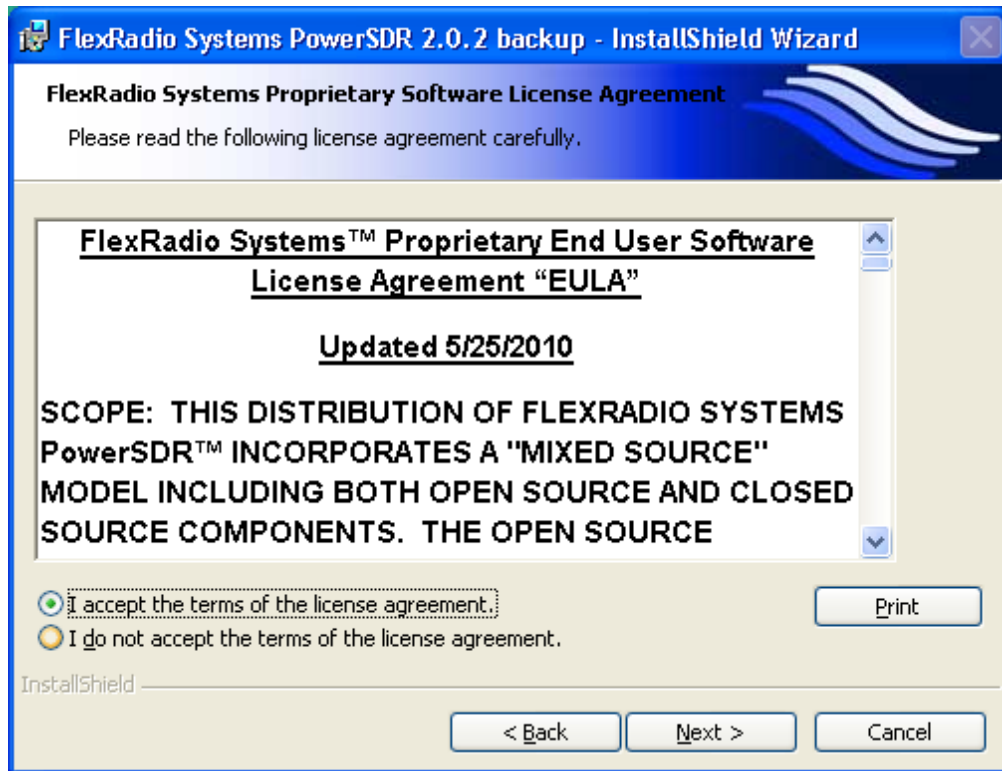 FlexRadio Systems PowerSDR 2.0.2 backup - InstallShield Wizard
FlexRadio Systems Proprietary Software License Agreement
Please read the following license agreement carefully.
FlexRadio Systems™ Proprietary End User Software
License Agreement “EULA”
Updated 5/25/2010
SCOPE: THIS DISTRIBUTION OF FLEXRADIO SYSTEMS
PowerSDR™ INCORPORATES A "MIXED SOURCE"
MODEL INCLUDING BOTH OPEN SOURCE AND CLOSED
SOURCE COMPONENTS. THE OPEN SOURCE
I accept the terms of the license agreement.
Print
I do not accept the terms of the license agreement.
InstallShield
< Back
Next >
Cancel